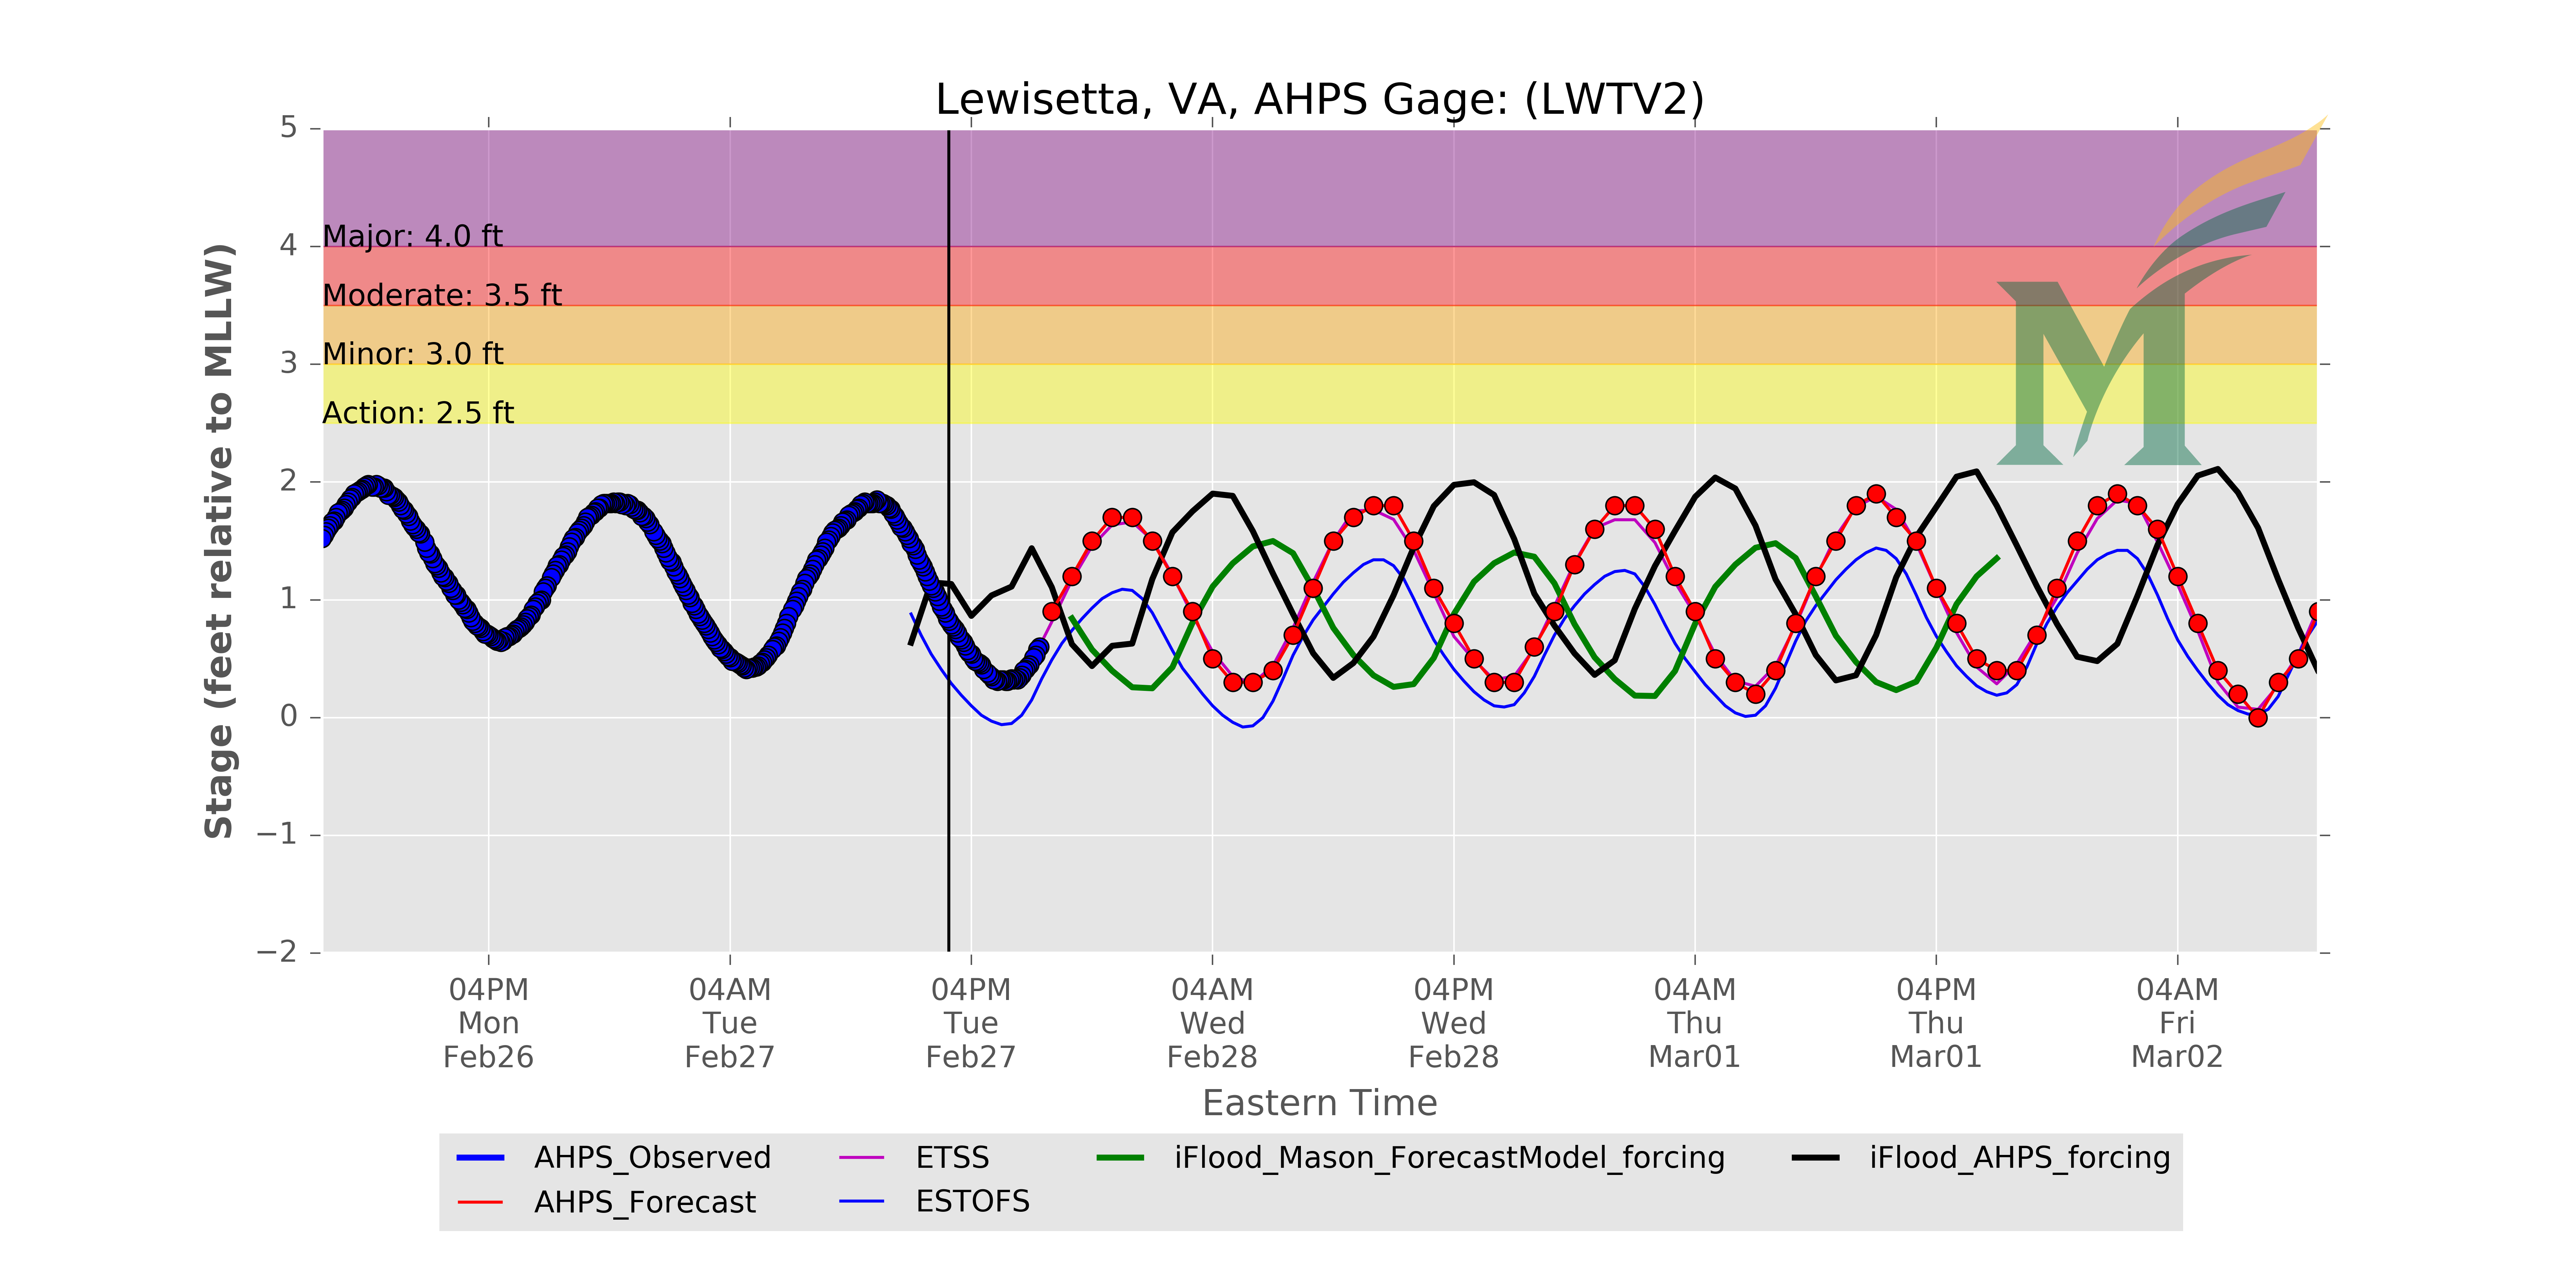 Lewisetta, VA, AHPS Gage: (LWTV2)
5
4
3
2
1
0
−1
−2
Stage (feet relative to MLLW)
Major: 4.0 ft
Moderate: 3.5 ft
Minor: 3.0 ft
Action: 2.5 ft
M
04PM Mon Feb26
04AM Tue Feb27
04PM Tue Feb27
04AM Wed Feb28
04PM Wed Feb28
04AM Thu Mar01
04PM Thu Mar01
04AM Fri Mar02
Eastern Time
AHPS_Observed
AHPS_Forecast
ETSS
ESTOFS
iFlood_Mason_ForecastModel_forcing
iFlood_AHPS_forcing